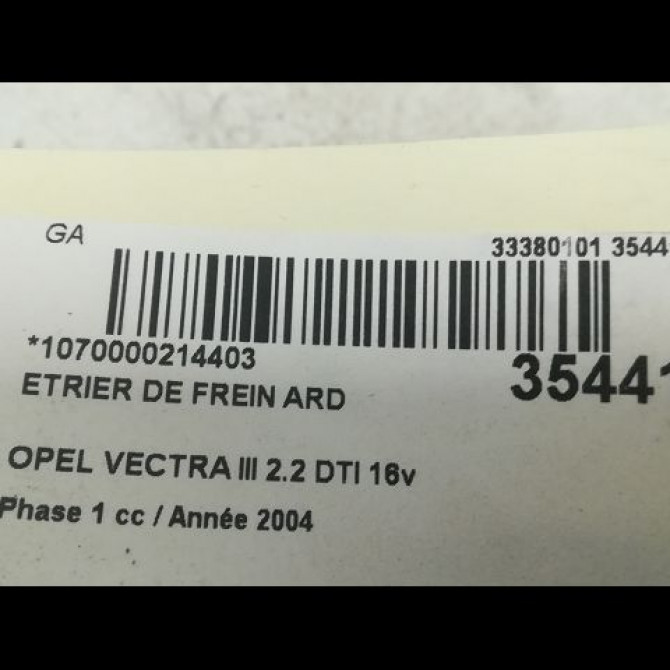 GA
33380101 3544
*1070000214403
35441
ETRIER DE FREIN ARD
OPEL VECTRA III 2.2 DTI 16v
Phase 1 cc / Année 2004